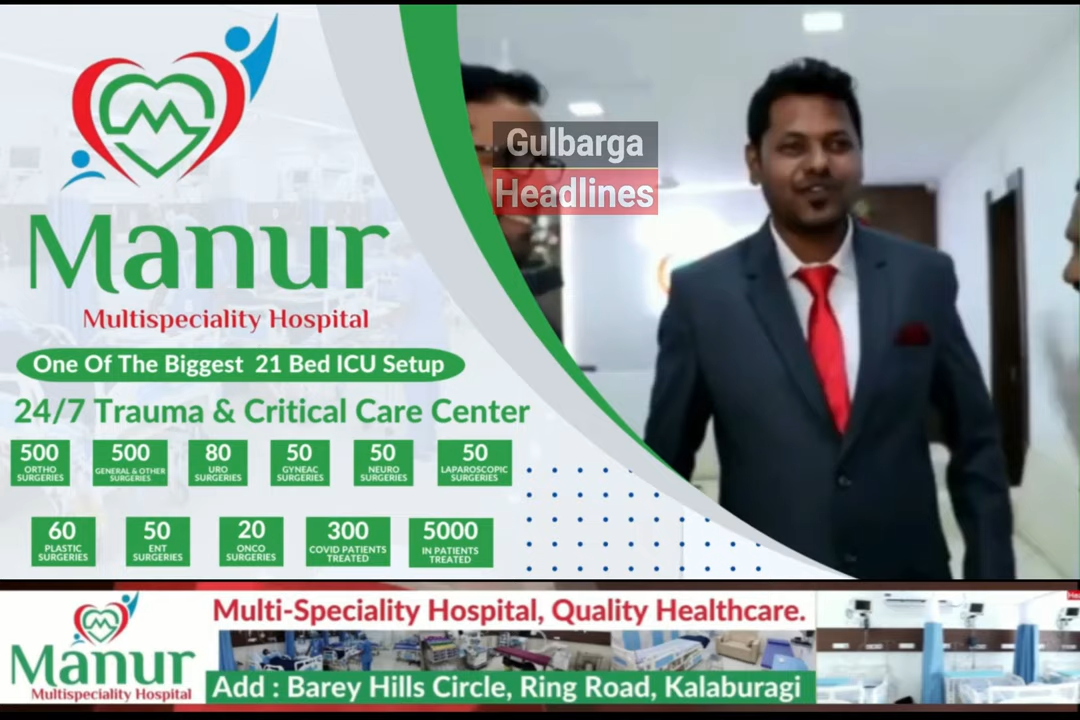 Manur
Multispeciality Hospital
One Of The Biggest 21 Bed ICU Setup
24/7 Trauma & Critical Care Center
500
ORTHO
SURGERIES
500
GENERAL & OTHER
SURGERIES
80
URO
SURGERIES
50
GYNEAC
SURGERIES
50
NEURO
SURGERIES
50
LAPAROSCOPIC
SURGERIES
60
PLASTIC
SURGERIES
50
ENT
SURGERIES
20
ONCO
SURGERIES
300
COVID PATIENTS
TREATED
5000
IN PATIENTS
TREATED
Gulbarga
Headlines
Manur
Multispeciality Hospital
Multi-Speciality Hospital, Quality Healthcare.
Add : Barey Hills Circle, Ring Road, Kalaburagi